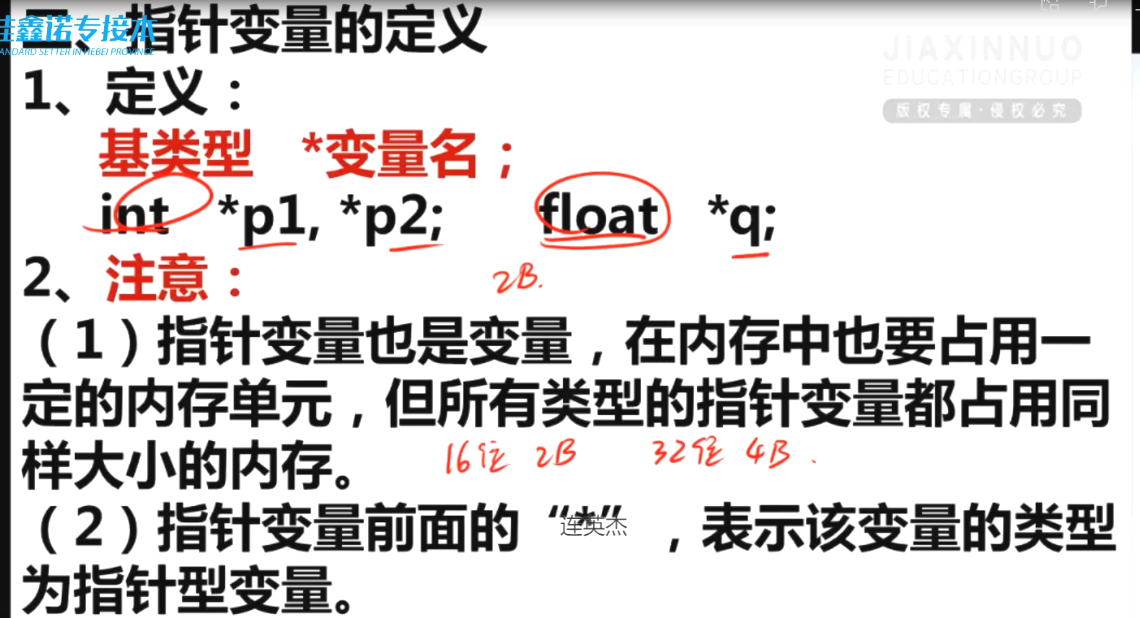 佳鑫诺专接本
STANDARD SETTER IN HEBEI PROVINCE
、指针变量的定义
JIAXINNUO
EDUCATIONGROUP
版权专属·侵权必究
1、定义：
基类型 *变量名；
int *p1, *p2; float *q;
2、注意：
2B.
（1）指针变量也是变量，在内存中也要占用一
定的内存单元，但所有类型的指针变量都占用同
样大小的内存。
16位 2B 32位 4B .
（2）指针变量前面的“*”，表示该变量的类型
连英杰
为指针型变量。